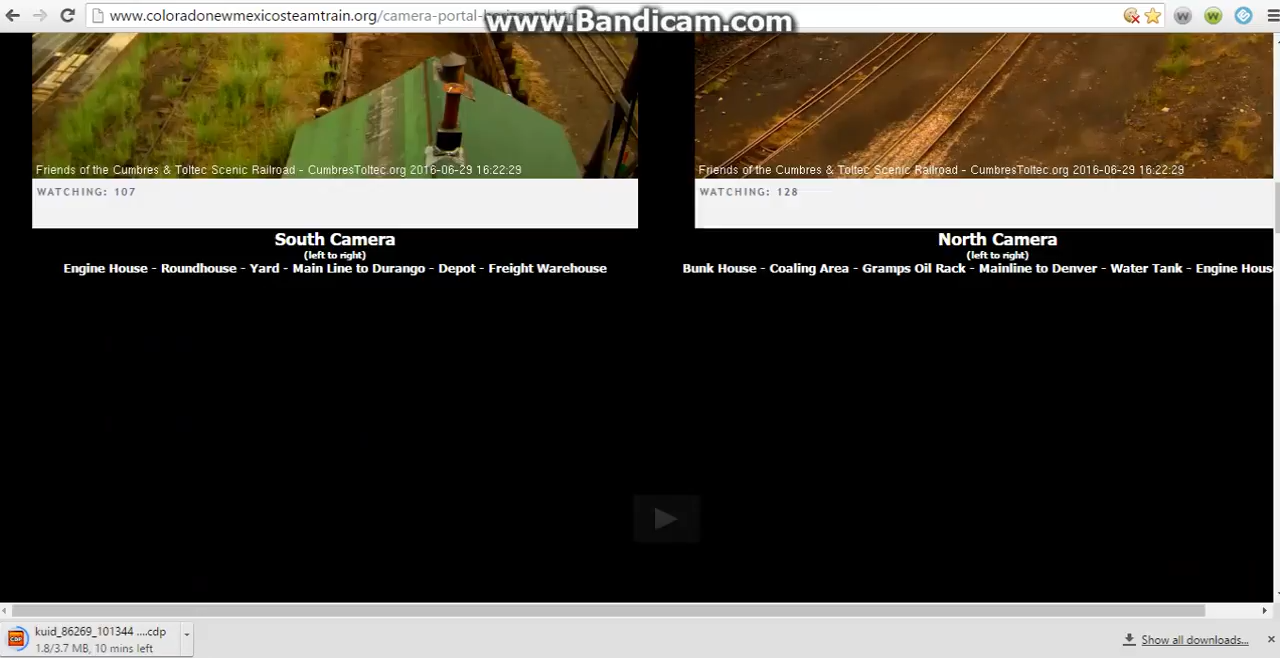 www.coloradonewmexicosteamtrain.org/camera-portal-
www.Bandicam.com
Friends of the Cumbres & Toltec Scenic Railroad - CumbresToltec.org 2016-06-29 16:22:29
Friends of the Cumbres & Toltec Scenic Railroad - CumbresToltec.org 2016-06-29 16:22:29
WATCHING: 107
WATCHING: 128
South Camera
(left to right)
Engine House - Roundhouse - Yard - Main Line to Durango - Depot - Freight Warehouse
North Camera
(left to right)
Bunk House - Coaling Area - Gramps Oil Rack - Mainline to Denver - Water Tank - Engine Hous
kuid_86269_101344 ....cdp
1.8/3.7 MB, 10 mins left
CDP
Show all downloads...